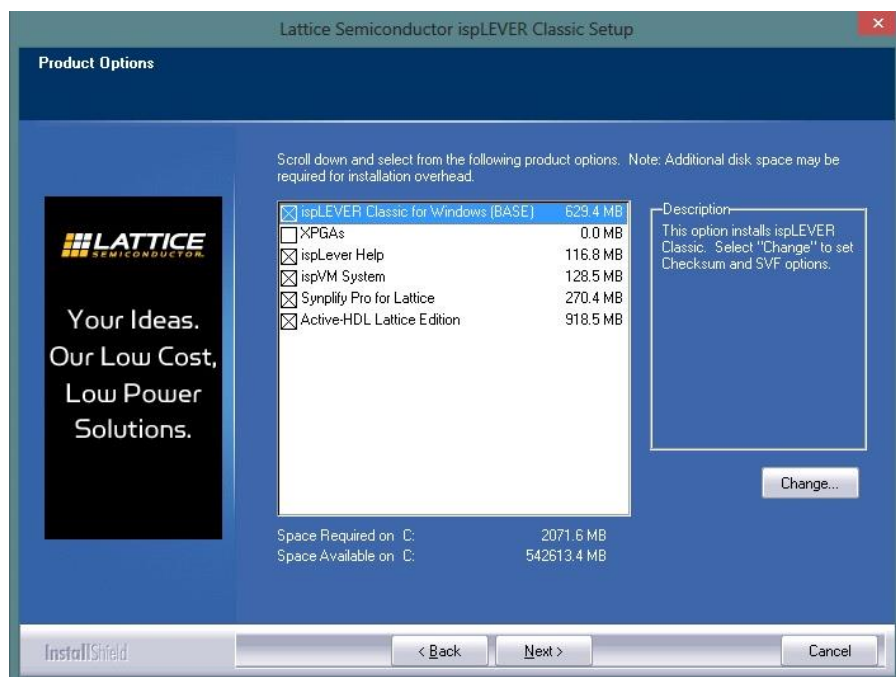 Lattice Semiconductor ispLEVER Classic Setup
Product Options
Scroll down and select from the following product options. Note: Additional disk space may be
required for installation overhead.
ispLEVER Classic for Windows (BASE) 629.4 MB
XPGAs 0.0 MB
ispLever Help 116.8 MB
ispVM System 128.5 MB
Synplify Pro for Lattice 270.4 MB
Active-HDL Lattice Edition 918.5 MB
Description
This option installs ispLEVER
Classic. Select "Change" to set
Checksum and SVF options.
LATTICE
SEMICONDUCTOR.
Your Ideas.
Our Low Cost,
Low Power
Solutions.
Change...
Space Required on C: 2071.6 MB
Space Available on C: 542613.4 MB
InstallShield
< Back
Next >
Cancel